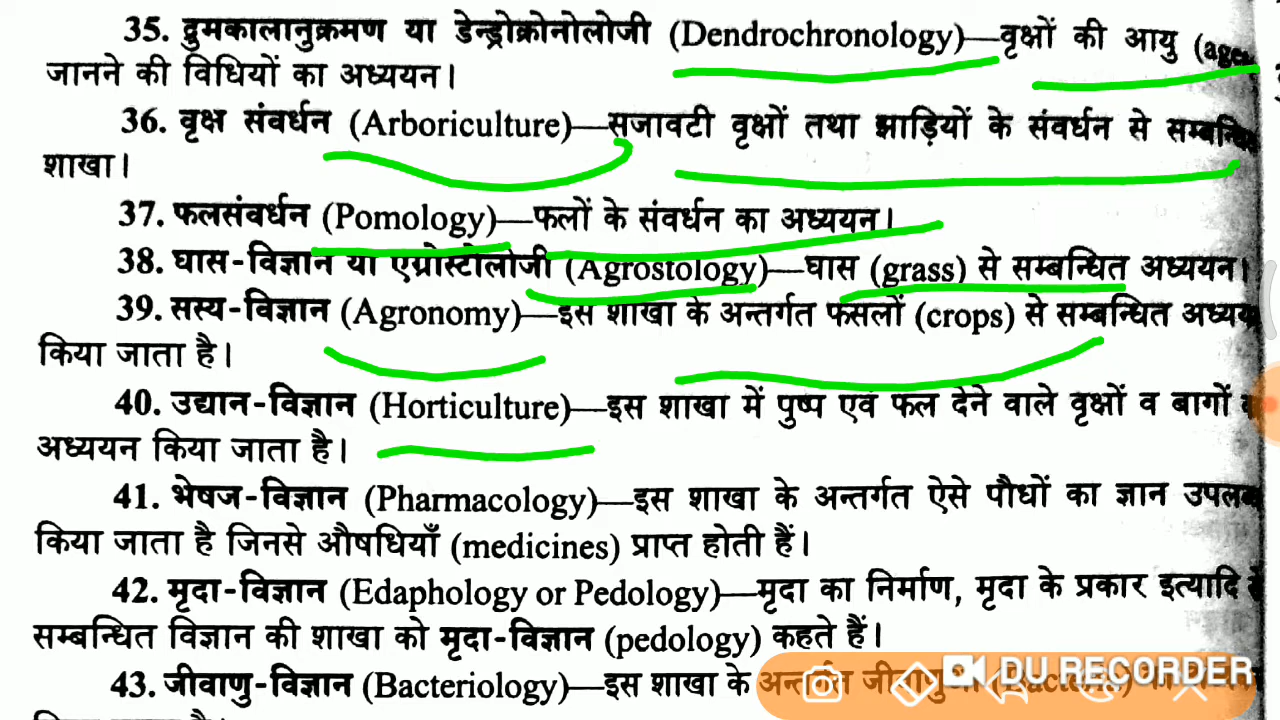 35. द्रुमकालानुक्रमण या डेन्ड्रोक्रोनोलोजी (Dendrochronology)—वृक्षों की आयु (age
जानने की विधियों का अध्ययन।
36. वृक्ष संवर्धन (Arboriculture)—सजावटी वृक्षों तथा झाड़ियों के संवर्धन से
शाखा।
37. फलसंवर्धन (Pomology)—फलों के संवर्धन का अध्ययन।
38. घास-विज्ञान या एग्रोस्टोलोजी (Agrostology)—घास (grass) से सम्बन्धित अध्ययन।
39. सस्य-विज्ञान (Agronomy)—इस शाखा के अन्तर्गत फसलों (crops) से सम्बन्धित
किया जाता है।
40. उद्यान-विज्ञान (Horticulture)—इस शाखा में पुष्प एवं फल देने वाले वृक्षों व बागों
अध्ययन किया जाता है।
41. भेषज-विज्ञान (Pharmacology)—इस शाखा के अन्तर्गत ऐसे पौधों का ज्ञान
किया जाता है जिनसे औषधियाँ (medicines) प्राप्त होती हैं।
42. मृदा-विज्ञान (Edaphology or Pedology)—मृदा का निर्माण, मृदा के प्रकार इत्यादि
सम्बन्धित विज्ञान की शाखा को मृदा-विज्ञान (pedology) कहते हैं।
43. जीवाणु-विज्ञान (Bacteriology)—इस शाखा के अन्तर्गत
DU RECORDER